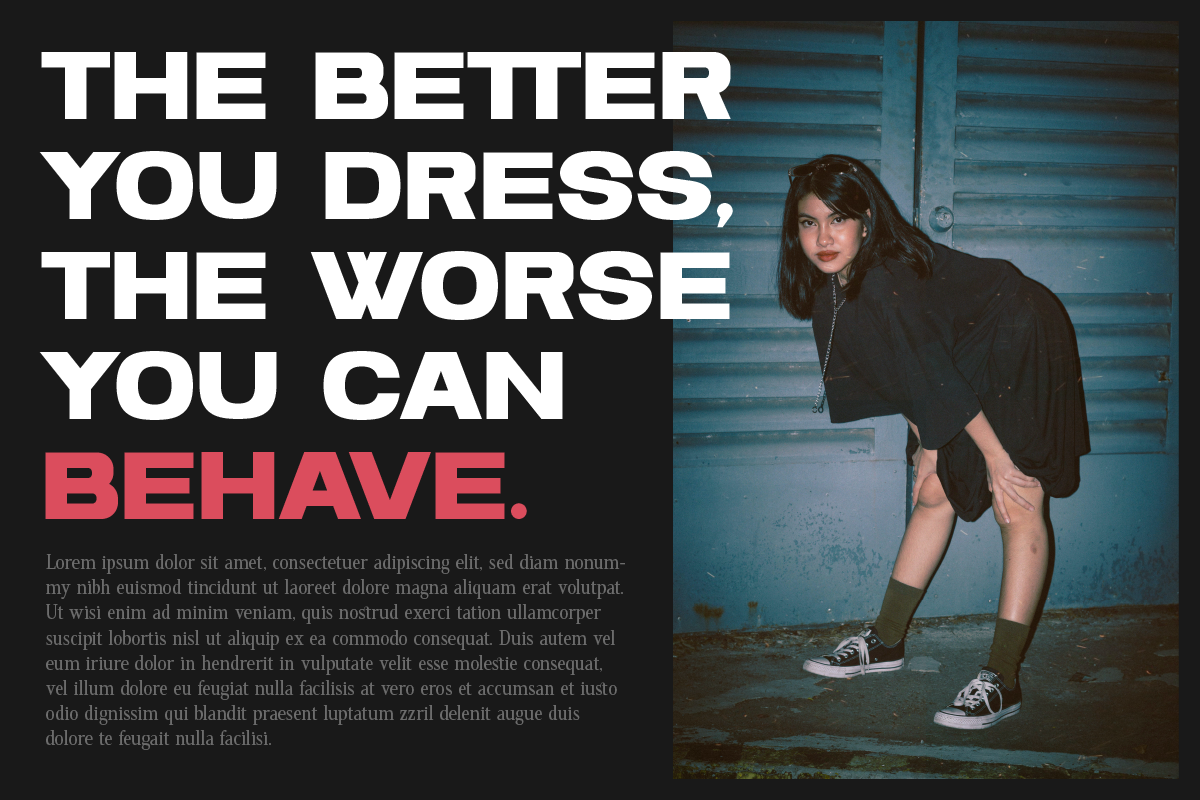 THE BETTER
YOU DRESS,
THE WORSE
YOU CAN
BEHAVE.
Lorem ipsum dolor sit amet, consectetuer adipiscing elit, sed diam nonum-
my nibh euismod tincidunt ut laoreet dolore magna aliquam erat volutpat.
Ut wisi enim ad minim veniam, quis nostrud exerci tation ullamcorper
suscipit lobortis nisl ut aliquip ex ea commodo consequat. Duis autem vel
eum iriure dolor in hendrerit in vulputate velit esse molestie consequat,
vel illum dolore eu feugiat nulla facilisis at vero eros et accumsan et iusto
odio dignissim qui blandit praesent luptatum zzril delenit augue duis
dolore te feugait nulla facilisi.